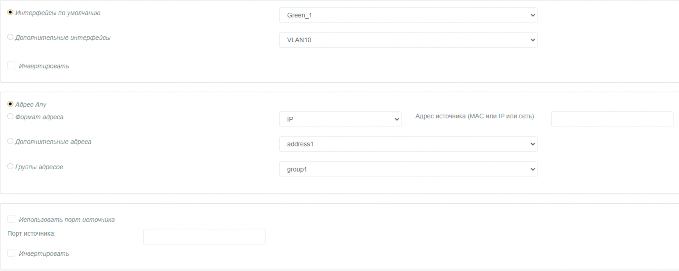 Интерфейсы по умолчанию
Green_1
Дополнительные интерфейсы
VLAN10
Инвертировать
Адрес Any
Формат адреса
IP
Адрес источника (MAC или IP или сеть)
Дополнительные адреса
address1
Группы адресов
group1
Использовать порт источника
Порт источника
Инвертировать